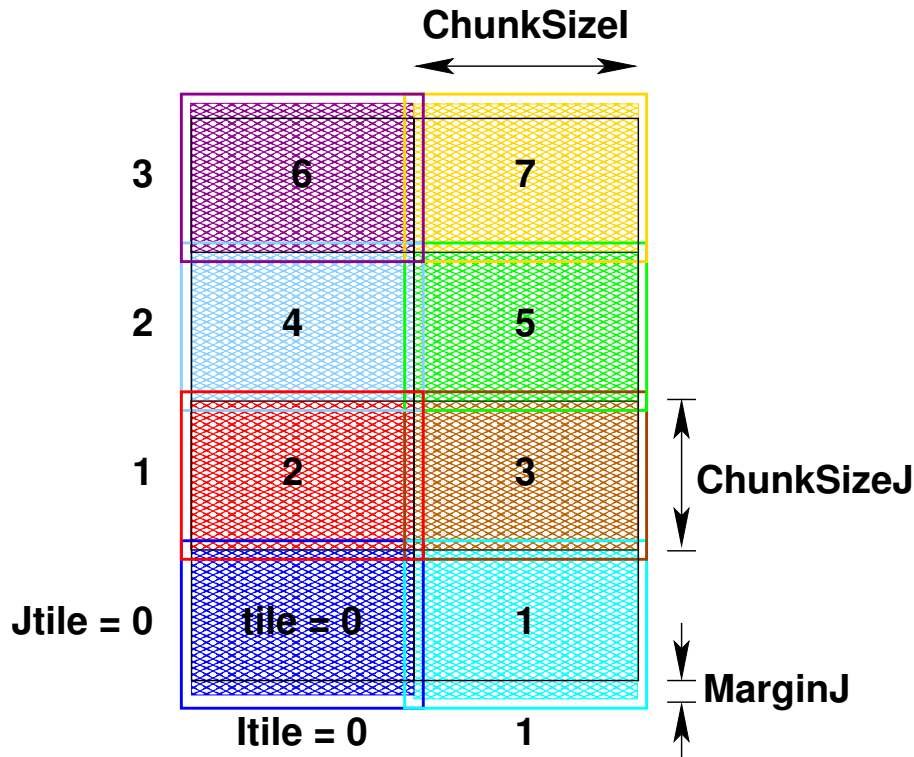 ChunkSizeI
3
6
7
2
4
5
1
2
3
ChunkSizeJ
Jtile = 0
tile = 0
1
MarginJ
Itile = 0
1